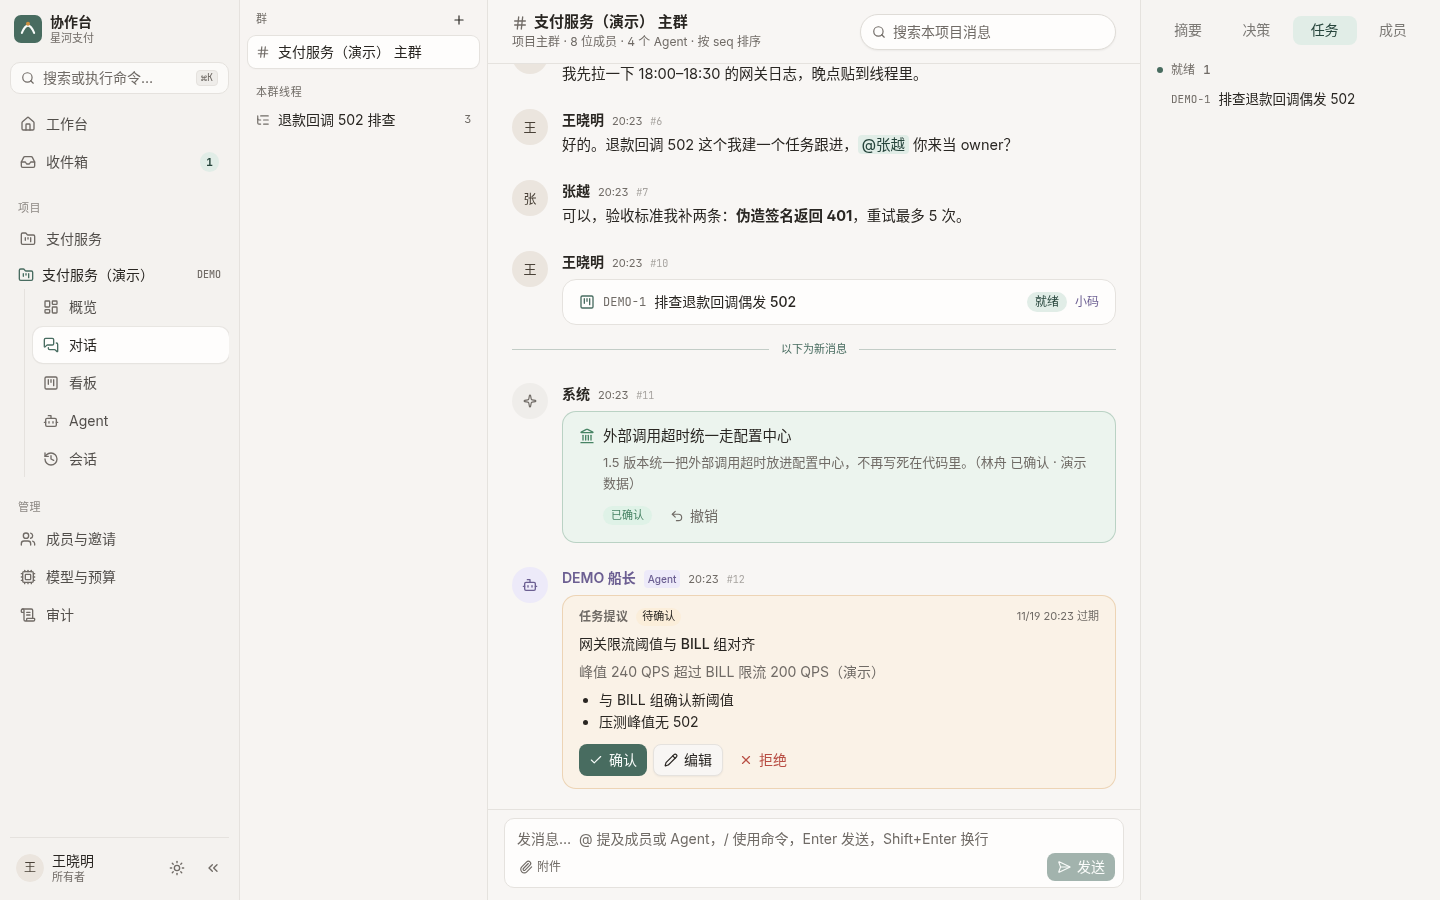 协作台
星河支付
搜索或执行命令...
⌘K
工作台
收件箱
1
项目
支付服务
支付服务（演示）
DEMO
概览
对话
看板
Agent
会话
管理
成员与邀请
模型与预算
审计
王
王晓明
所有者
群
支付服务（演示） 主群
本群线程
退款回调 502 排查
3
支付服务（演示） 主群
项目主群 · 8 位成员 · 4 个 Agent · 按 seq 排序
搜索本项目消息
我先拉一下 18:00–18:30 的网关日志，晚点贴到线程里。
王
王晓明 20:23 #6
好的。退款回调 502 这个我建一个任务跟进，@张越 你来当 owner？
张
张越 20:23 #7
可以，验收标准我补两条：伪造签名返回 401，重试最多 5 次。
王
王晓明 20:23 #10
DEMO-1 排查退款回调偶发 502
就绪
小码
以下为新消息
系统 20:23 #11
外部调用超时统一走配置中心
1.5 版本统一把外部调用超时放进配置中心，不再写死在代码里。（林舟 已确认 · 演示
数据）
已确认
撤销
DEMO 船长 Agent 20:23 #12
任务提议 待确认
11/19 20:23 过期
网关限流阈值与 BILL 组对齐
峰值 240 QPS 超过 BILL 限流 200 QPS（演示）
• 与 BILL 组确认新阈值
• 压测峰值无 502
确认
编辑
拒绝
发消息... @ 提及成员或 Agent，/ 使用命令，Enter 发送，Shift+Enter 换行
附件
发送
摘要
决策
任务
成员
就绪 1
DEMO-1 排查退款回调偶发 502